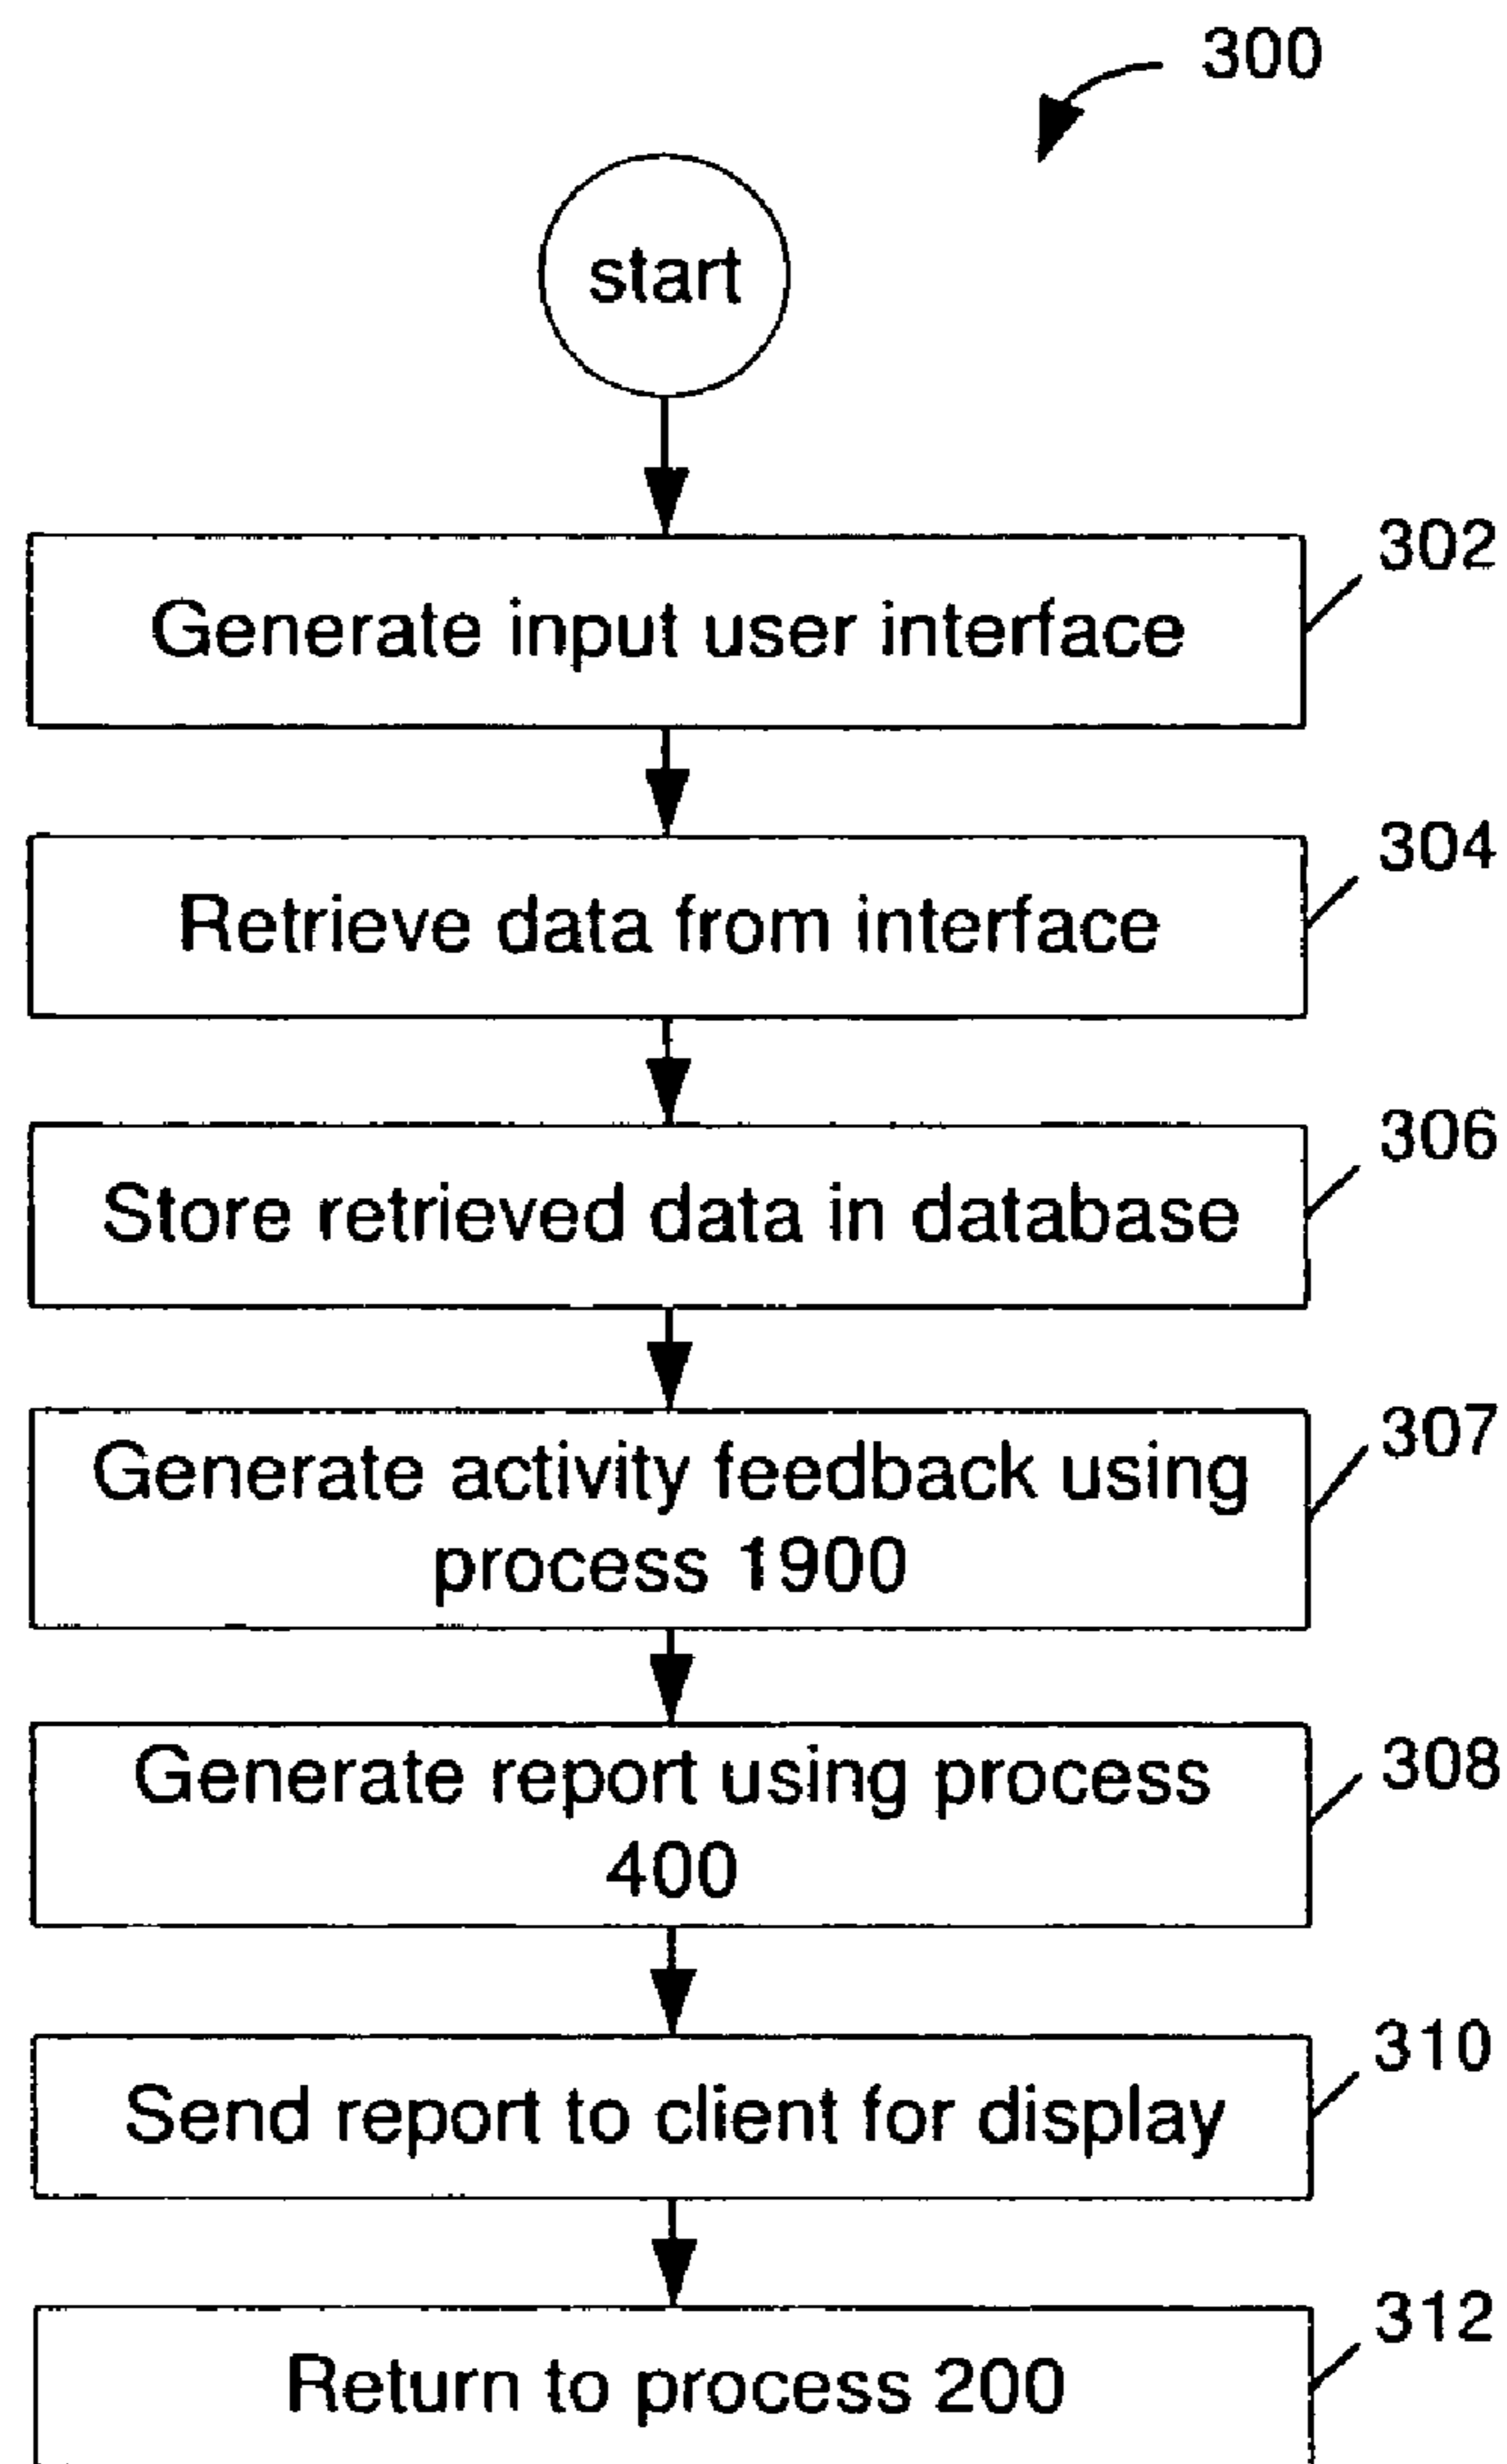 300
start
302
Generate input user interface
304
Retrieve data from interface
306
Store retrieved data in database
307
Generate activity feedback using
process 1900
308
Generate report using process
400
310
Send report to client for display
312
Return to process 200